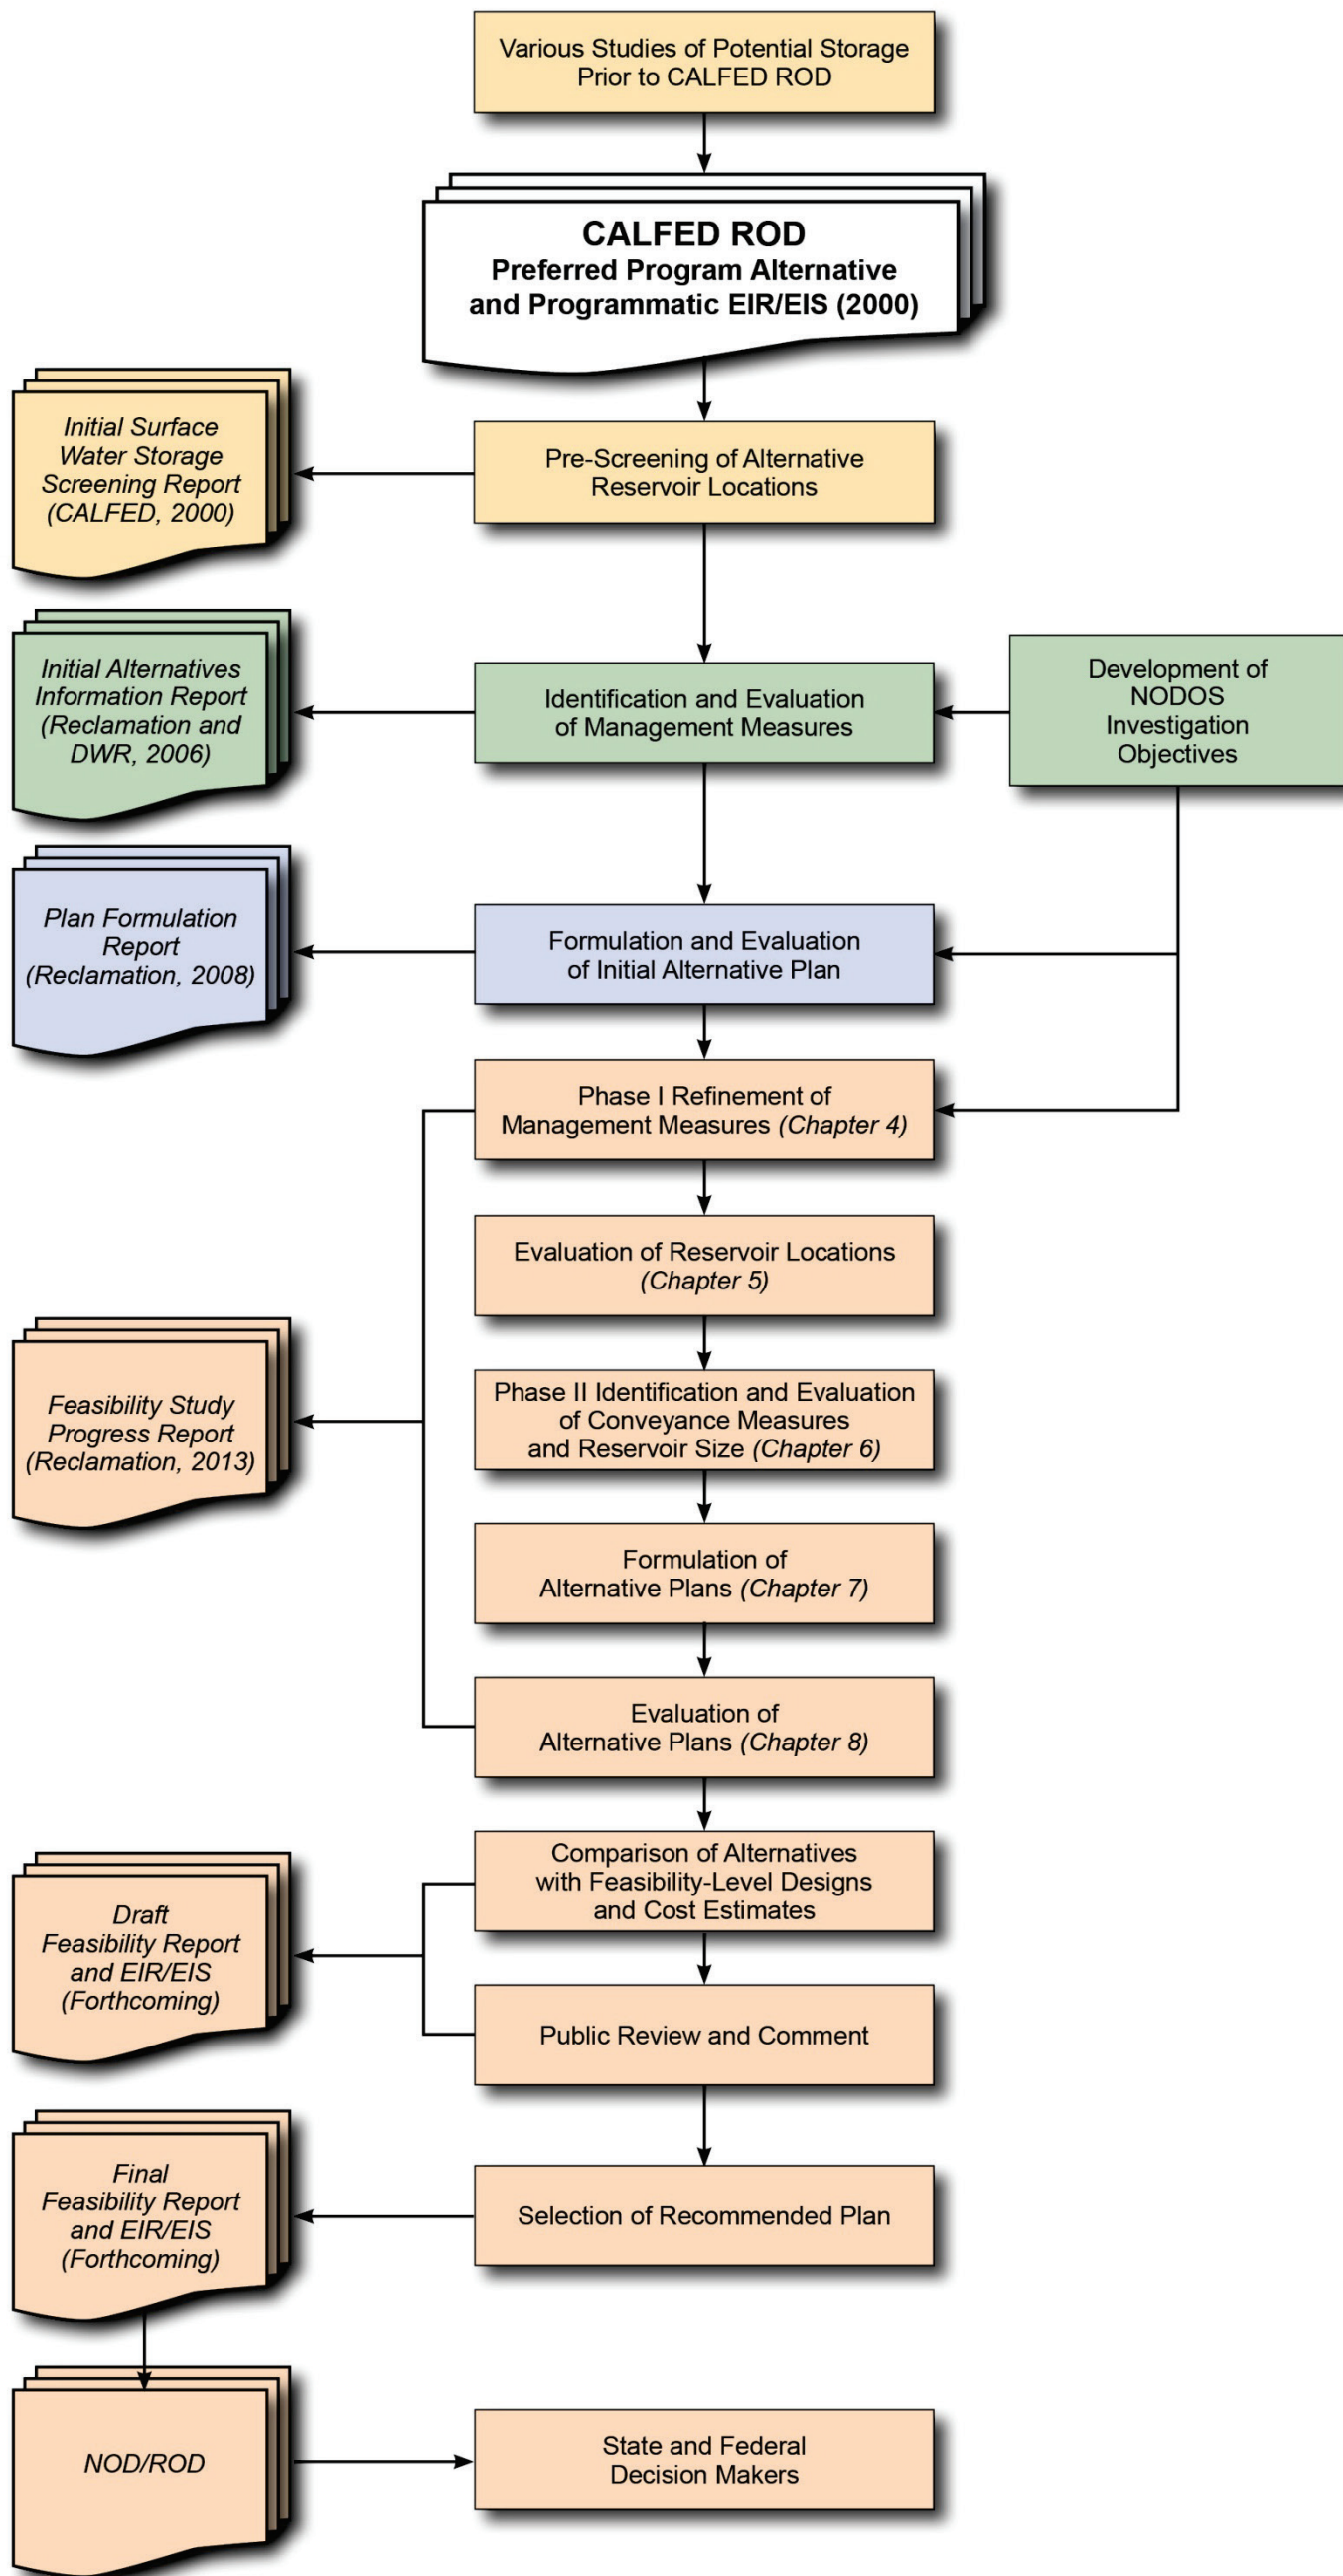 Various Studies of Potential Storage
Prior to CALFED ROD
CALFED ROD
Preferred Program Alternative
and Programmatic EIR/EIS (2000)
Initial Surface
Water Storage
Screening Report
(CALFED, 2000)
Pre-Screening of Alternative
Reservoir Locations
Initial Alternatives
Information Report
(Reclamation and
DWR, 2006)
Identification and Evaluation
of Management Measures
Development of
NODOS
Investigation
Objectives
Plan Formulation
Report
(Reclamation, 2008)
Formulation and Evaluation
of Initial Alternative Plan
Phase I Refinement of
Management Measures (Chapter 4)
Evaluation of Reservoir Locations
(Chapter 5)
Feasibility Study
Progress Report
(Reclamation, 2013)
Phase II Identification and Evaluation
of Conveyance Measures
and Reservoir Size (Chapter 6)
Formulation of
Alternative Plans (Chapter 7)
Evaluation of
Alternative Plans (Chapter 8)
Comparison of Alternatives
with Feasibility-Level Designs
and Cost Estimates
Draft
Feasibility Report
and EIR/EIS
(Forthcoming)
Public Review and Comment
Final
Feasibility Report
and EIR/EIS
(Forthcoming)
Selection of Recommended Plan
NOD/ROD
State and Federal
Decision Makers